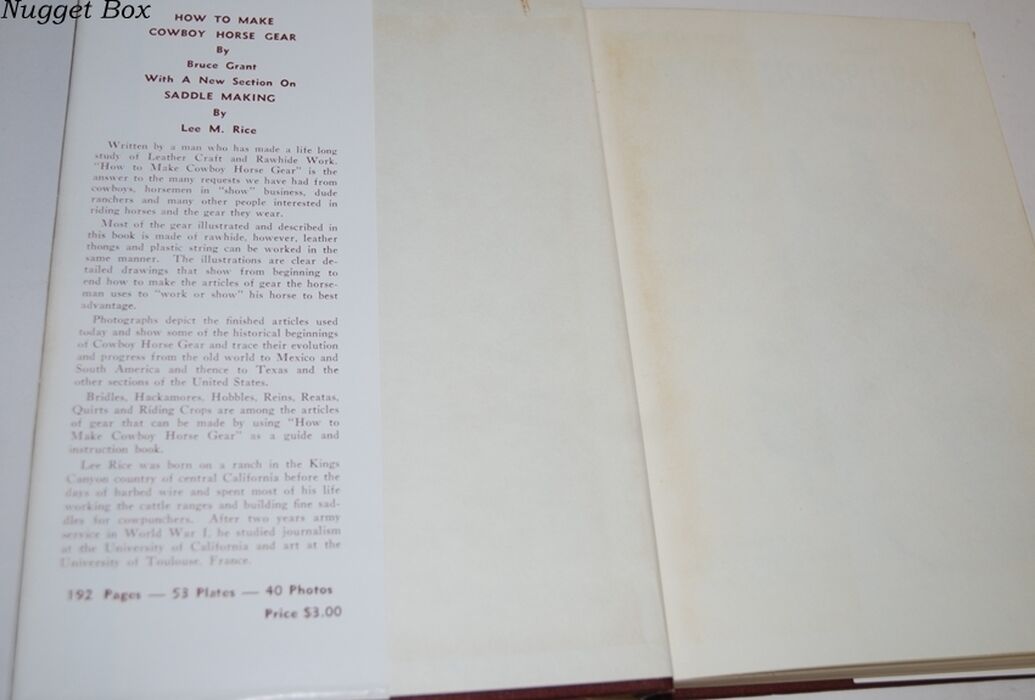 Nugget Box
HOW TO MAKE
COWBOY HORSE GEAR
By
Bruce Grant
With A New Section On
SADDLE MAKING
By
Lee M. Rice
Written by a man who has made a life long
study of Leather Craft and Rawhide Work.
"How to Make Cowboy Horse Gear" is the
answer to the many requests we have had from
cowboys, horsemen in "show" business, dude
ranchers and many other people interested in
riding horses and the gear they wear.
Most of the gear illustrated and described in
this book is made of rawhide, however, leather
thongs and plastic string can be worked in the
same manner. The illustrations are clear de-
tailed drawings that show from beginning to
end how to make the articles of gear the horse-
man uses to "work or show" his horse to best
advantage.
Photographs depict the finished articles used
today and show some of the historical beginnings
of Cowboy Horse Gear and trace their evolution
and progress from the old world to Mexico and
South America and thence to Texas and the
other sections of the United States.
Bridles, Hackamores, Hobbles, Reins, Reatas,
Quirts and Riding Crops are among the articles
of gear that can be made by using "How to
Make Cowboy Horse Gear" as a guide and
instruction book.
Lee Rice was born on a ranch in the Kings
Canyon country of central California before the
days of barbed wire and spent most of his life
working the cattle ranges and building fine sad-
dles for cowpunchers. After two years army
service in World War I, he studied journalism
at the University of California and art at the
University of Toulouse, France.
192 Pages — 53 Plates — 40 Photos
Price $3.00